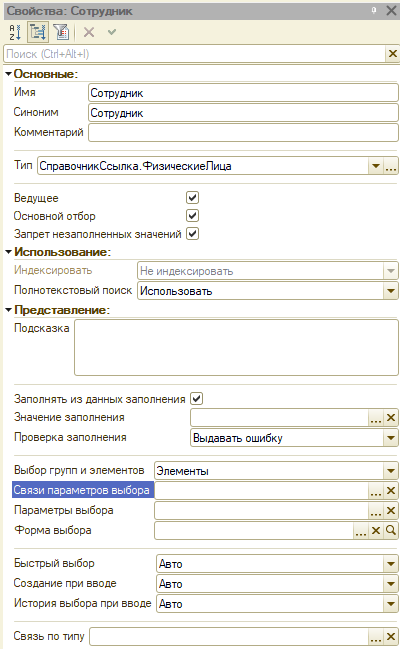 Свойства: Сотрудник
Поиск (Ctrl+Alt+I)
Основные:
Имя Сотрудник
Синоним Сотрудник
Комментарий
Тип СправочникСсылка.ФизическиеЛица
Ведущее
Основной отбор
Запрет незаполненных значений
Использование:
Индексировать Не индексировать
Полнотекстовый поиск Использовать
Представление:
Подсказка
Заполнять из данных заполнения
Значение заполнения
Проверка заполнения Выдавать ошибку
Выбор групп и элементов Элементы
Связи параметров выбора
Параметры выбора
Форма выбора
Быстрый выбор Авто
Создание при вводе Авто
История выбора при вводе Авто
Связь по типу